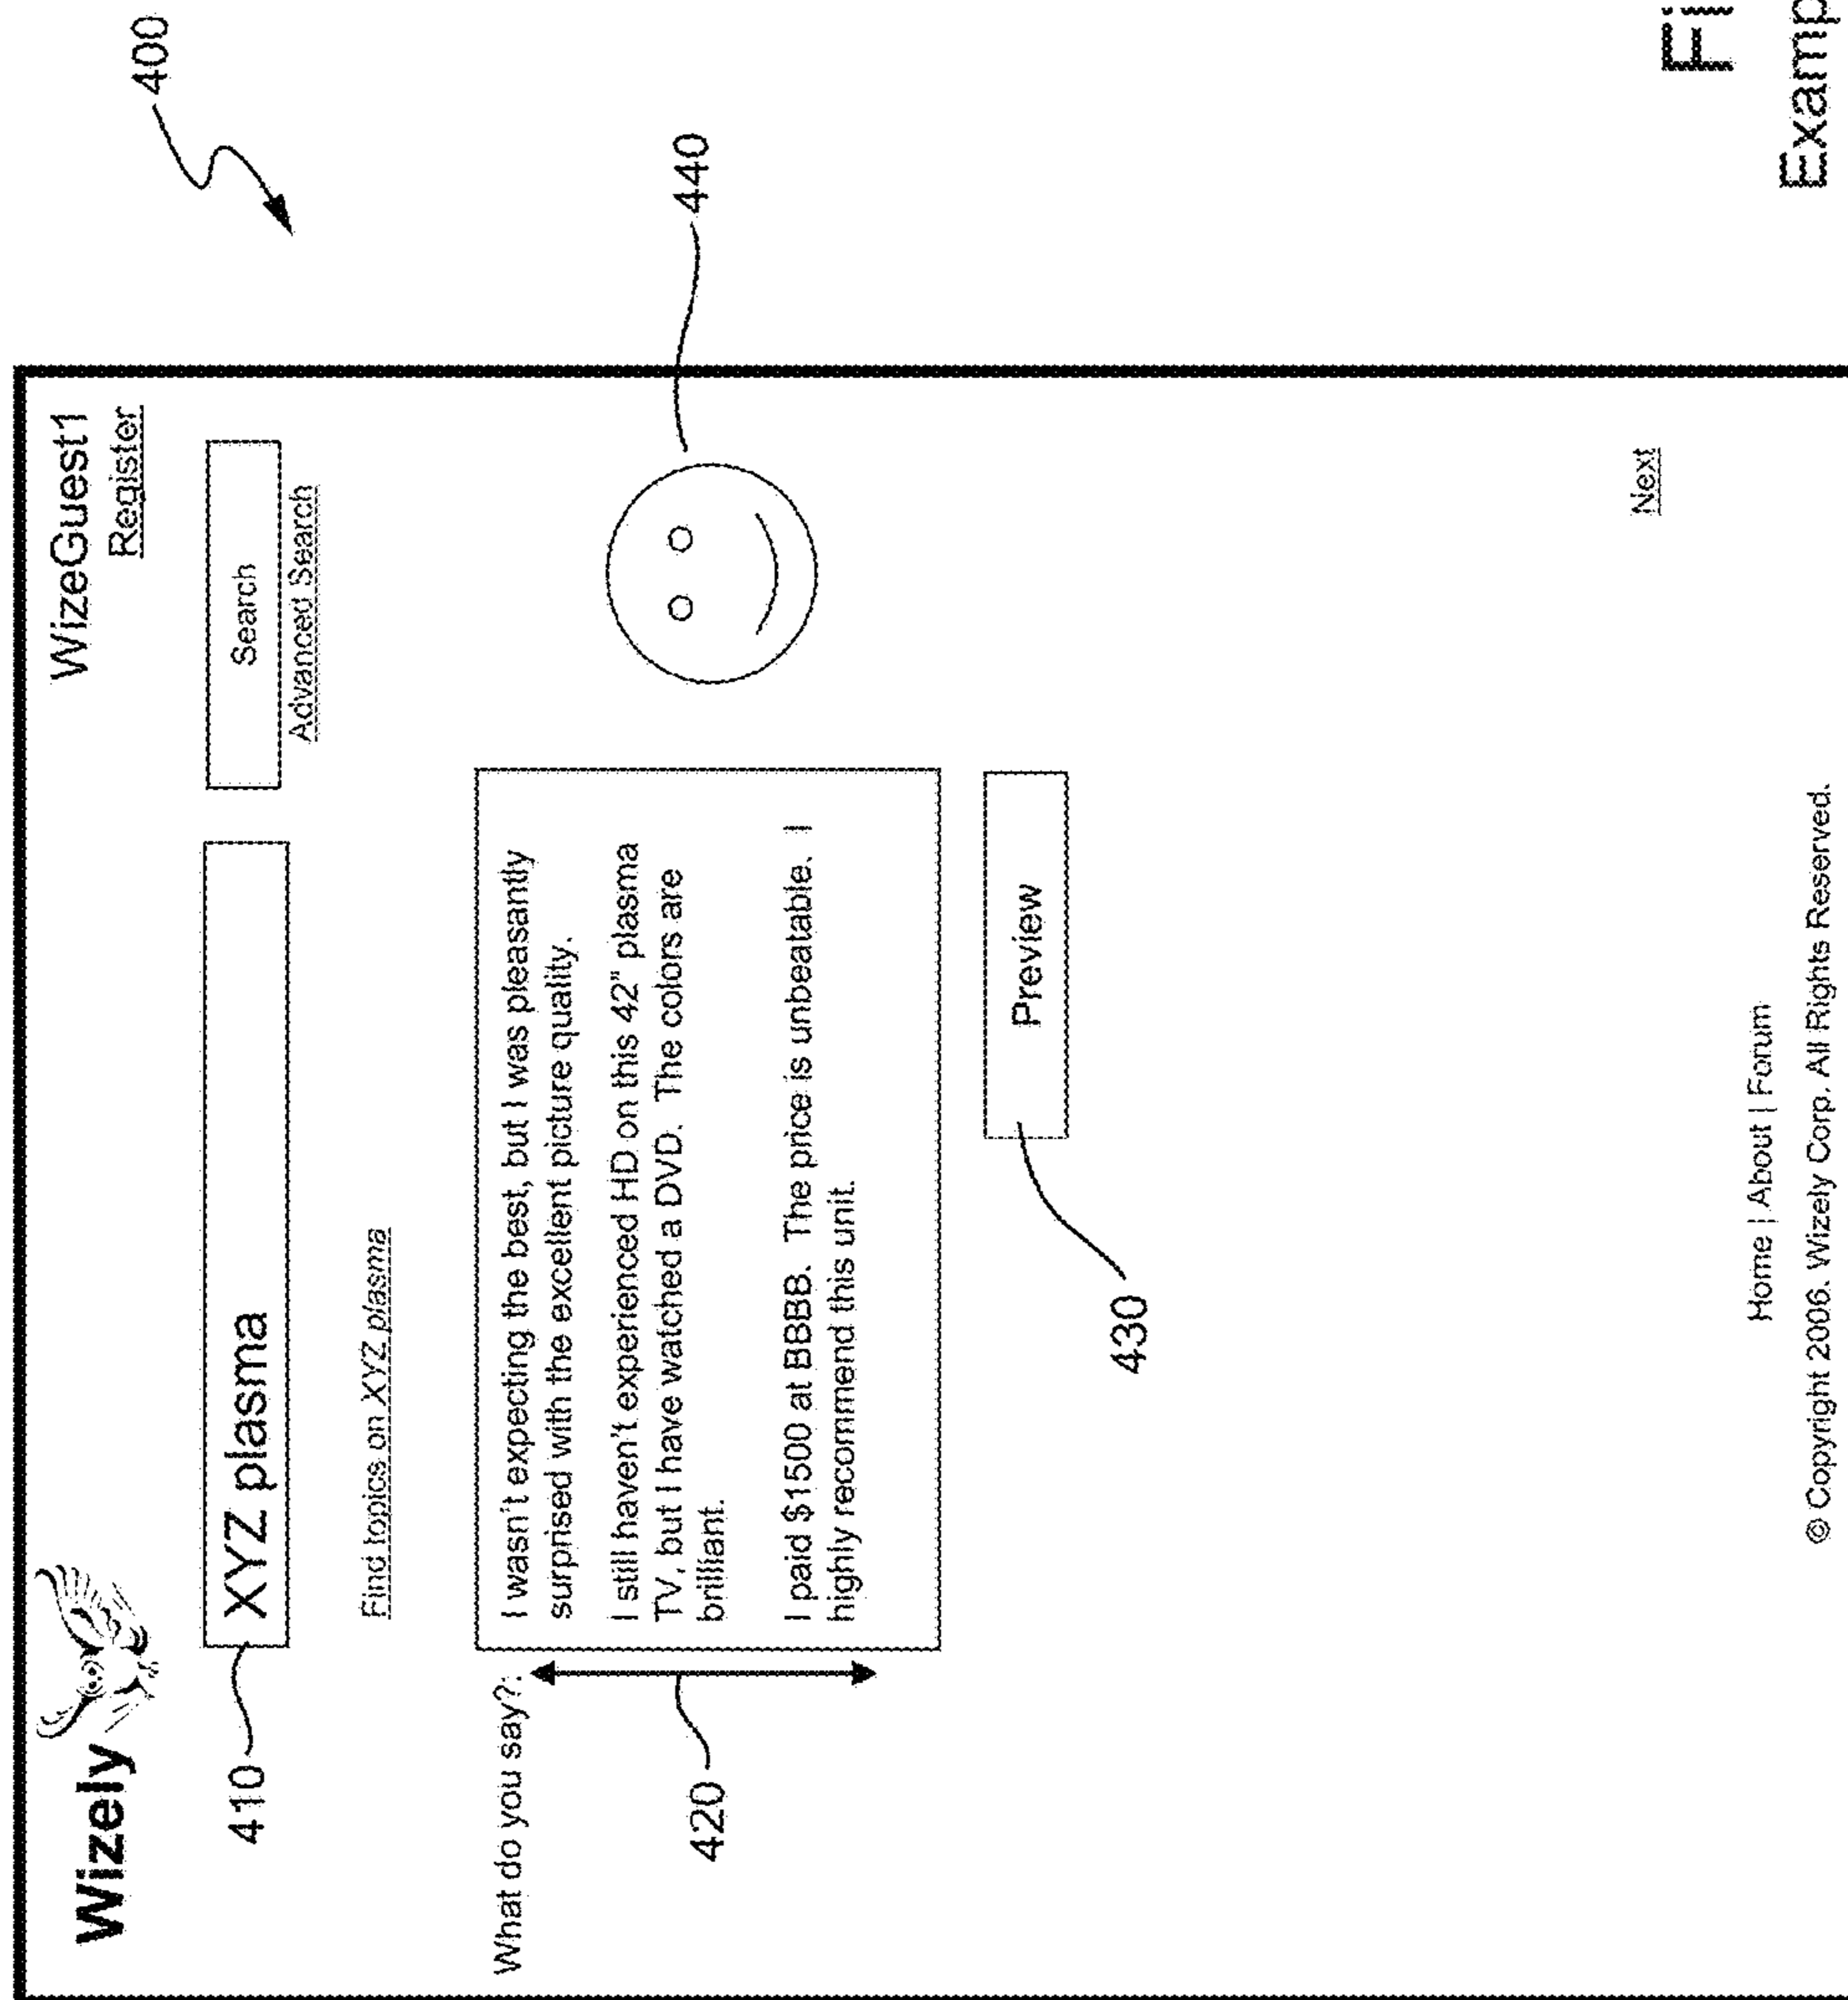 400
Wizely
WizeGuest1
Register
410
XYZ plasma
Search
Advanced Search
Find topics on XYZ plasma
What do you say?:
I wasn't expecting the best, but I was pleasantly
surprised with the excellent picture quality.
I still haven't experienced HD on this 42" plasma
TV, but I have watched a DVD. The colors are
brilliant.
I paid $1500 at BBBB. The price is unbeatable. I
highly recommend this unit.
420
440
Preview
430
Next
Home | About | Forum
© Copyright 2006. Wizely Corp. All Rights Reserved.
Fi
Examp